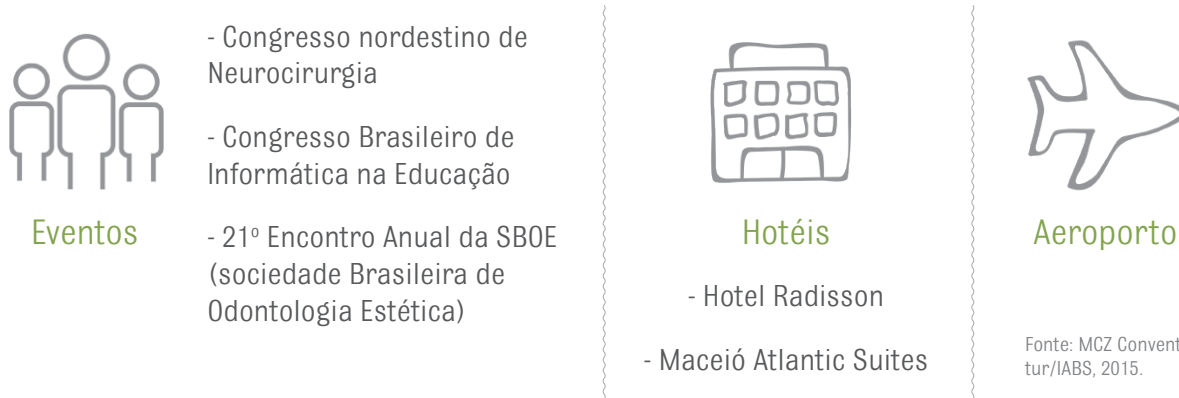 - Congresso nordestino de
Neurocirurgia
- Congresso Brasileiro de
Informática na Educação
- 21º Encontro Anual da SBOE
(sociedade Brasileira de
Odontologia Estética)
Eventos
Hotéis
- Hotel Radisson
- Maceió Atlantic Suites
Aeroporto
Fonte: MCZ Convent
tur/IABS, 2015.